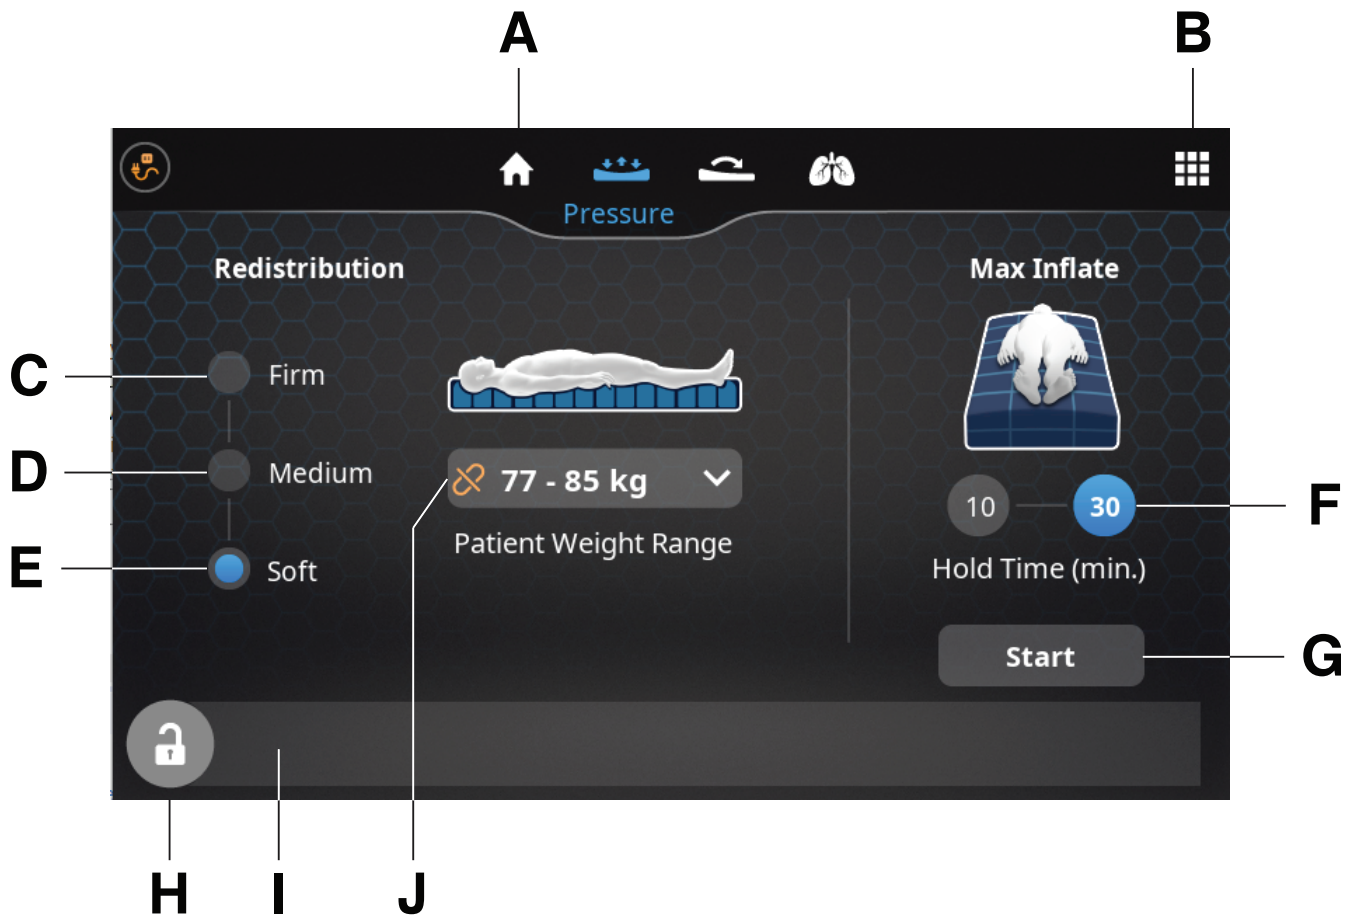 A
B
Pressure
Redistribution
Max Inflate
C
Firm
D
Medium
77 - 85 kg
10
30
F
Patient Weight Range
E
Soft
Hold Time (min.)
Start
G
H
I
J